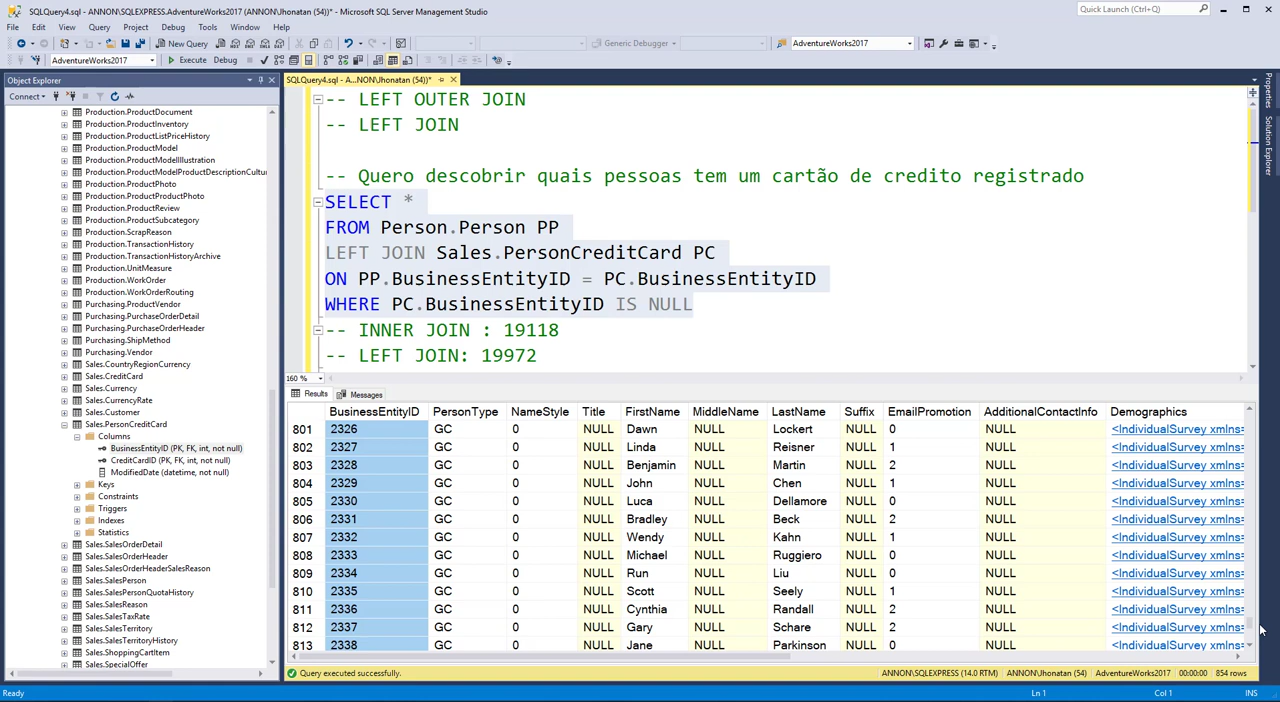 SQLQuery4.sql - ANNON\SQLEXPRESS.AdventureWorks2017 (ANNON\Jhonatan (54))* - Microsoft SQL Server Management Studio
Quick Launch (Ctrl+Q)
File Edit View Query Project Debug Tools Window Help
New Query Generic Debugger AdventureWorks2017
AdventureWorks2017 Execute Debug
Object Explorer
Connect
Production.ProductDocument
Production.ProductInventory
Production.ProductListPriceHistory
Production.ProductModel
Production.ProductModelIllustration
Production.ProductModelProductDescriptionCultu
Production.ProductPhoto
Production.ProductProductPhoto
Production.ProductReview
Production.ProductSubcategory
Production.ScrapReason
Production.TransactionHistory
Production.TransactionHistoryArchive
Production.UnitMeasure
Production.WorkOrder
Production.WorkOrderRouting
Purchasing.ProductVendor
Purchasing.PurchaseOrderDetail
Purchasing.PurchaseOrderHeader
Purchasing.ShipMethod
Purchasing.Vendor
Sales.CountryRegionCurrency
Sales.CreditCard
Sales.Currency
Sales.CurrencyRate
Sales.Customer
Sales.PersonCreditCard
Columns
BusinessEntityID (PK, FK, int, not null)
CreditCardID (PK, FK, int, not null)
ModifiedDate (datetime, not null)
Keys
Constraints
Triggers
Indexes
Statistics
Sales.SalesOrderDetail
Sales.SalesOrderHeader
Sales.SalesOrderHeaderSalesReason
Sales.SalesPerson
Sales.SalesPersonQuotaHistory
Sales.SalesReason
Sales.SalesTaxRate
Sales.SalesTerritory
Sales.SalesTerritoryHistory
Sales.ShoppingCartItem
Sales.SpecialOffer
SQLQuery4.sql - A...NON\Jhonatan (54))*
-- LEFT OUTER JOIN
-- LEFT JOIN
-- Quero descobrir quais pessoas tem um cartão de credito registrado
SELECT *
FROM Person.Person PP
LEFT JOIN Sales.PersonCreditCard PC
ON PP.BusinessEntityID = PC.BusinessEntityID
WHERE PC.BusinessEntityID IS NULL
-- INNER JOIN : 19118
-- LEFT JOIN: 19972
160 %
Results Messages
BusinessEntityID PersonType NameStyle Title FirstName MiddleName LastName Suffix EmailPromotion AdditionalContactInfo Demographics
801 2326 GC 0 NULL Dawn NULL Lockert NULL 0 NULL <IndividualSurvey xmlns=
802 2327 GC 0 NULL Linda NULL Reisner NULL 1 NULL <IndividualSurvey xmlns=
803 2328 GC 0 NULL Benjamin NULL Martin NULL 2 NULL <IndividualSurvey xmlns=
804 2329 GC 0 NULL John NULL Chen NULL 1 NULL <IndividualSurvey xmlns=
805 2330 GC 0 NULL Luca NULL Dellamore NULL 0 NULL <IndividualSurvey xmlns=
806 2331 GC 0 NULL Bradley NULL Beck NULL 2 NULL <IndividualSurvey xmlns=
807 2332 GC 0 NULL Wendy NULL Kahn NULL 1 NULL <IndividualSurvey xmlns=
808 2333 GC 0 NULL Michael NULL Ruggiero NULL 0 NULL <IndividualSurvey xmlns=
809 2334 GC 0 NULL Run NULL Liu NULL 0 NULL <IndividualSurvey xmlns=
810 2335 GC 0 NULL Scott NULL Seely NULL 1 NULL <IndividualSurvey xmlns=
811 2336 GC 0 NULL Cynthia NULL Randall NULL 2 NULL <IndividualSurvey xmlns=
812 2337 GC 0 NULL Gary NULL Schare NULL 2 NULL <IndividualSurvey xmlns=
813 2338 GC 0 NULL Jane NULL Parkinson NULL 0 NULL <IndividualSurvey xmlns=
Query executed successfully. ANNON\SQLEXPRESS (14.0 RTM) ANNON\Jhonatan (54) AdventureWorks2017 00:00:00 854 rows
Ready Ln 1 Col 1 INS
Properties
Solution Explorer